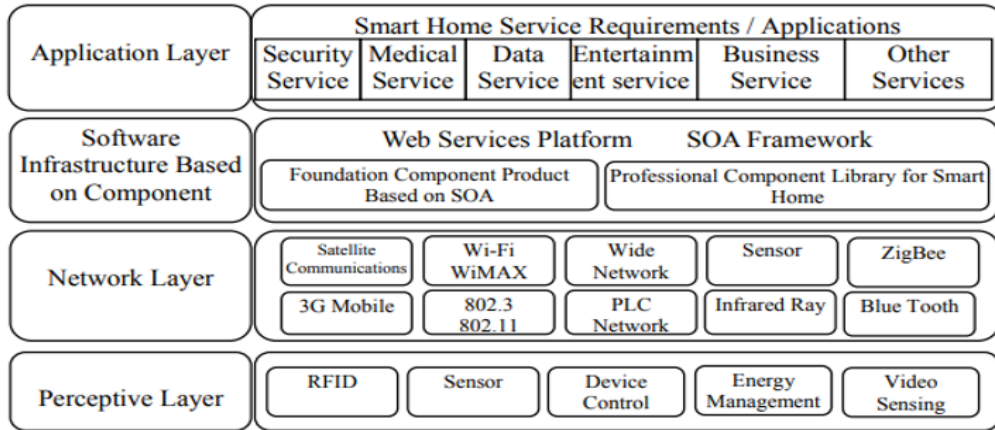 Application Layer
Smart Home Service Requirements / Applications
Security
Service
Medical
Service
Data
Service
Entertainm
ent service
Business
Service
Other
Services
Software
Infrastructure Based
on Component
Web Services Platform SOA Framework
Foundation Component Product
Based on SOA
Professional Component Library for Smart
Home
Network Layer
Satellite
Communications
Wi-Fi
WiMAX
Wide
Network
Sensor
ZigBee
3G Mobile
802.3
802.11
PLC
Network
Infrared Ray
Blue Tooth
Perceptive Layer
RFID
Sensor
Device
Control
Energy
Management
Video
Sensing